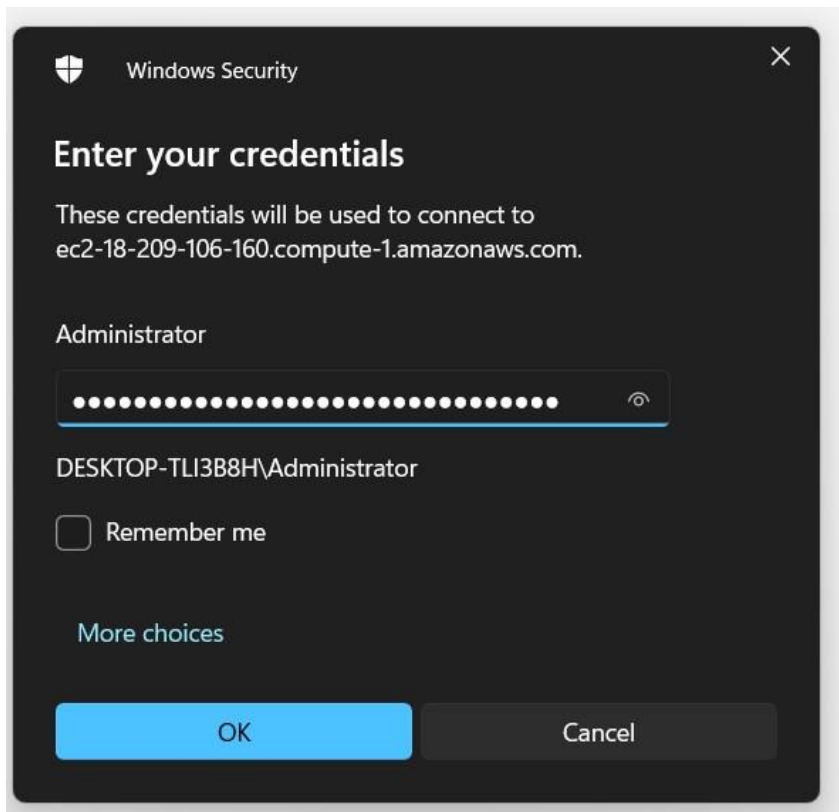 Windows Security
Enter your credentials
These credentials will be used to connect to
ec2-18-209-106-160.compute-1.amazonaws.com.
Administrator
••••••••••••••••••••••••••••••••
DESKTOP-TLI3B8H\Administrator
Remember me
More choices
OK
Cancel